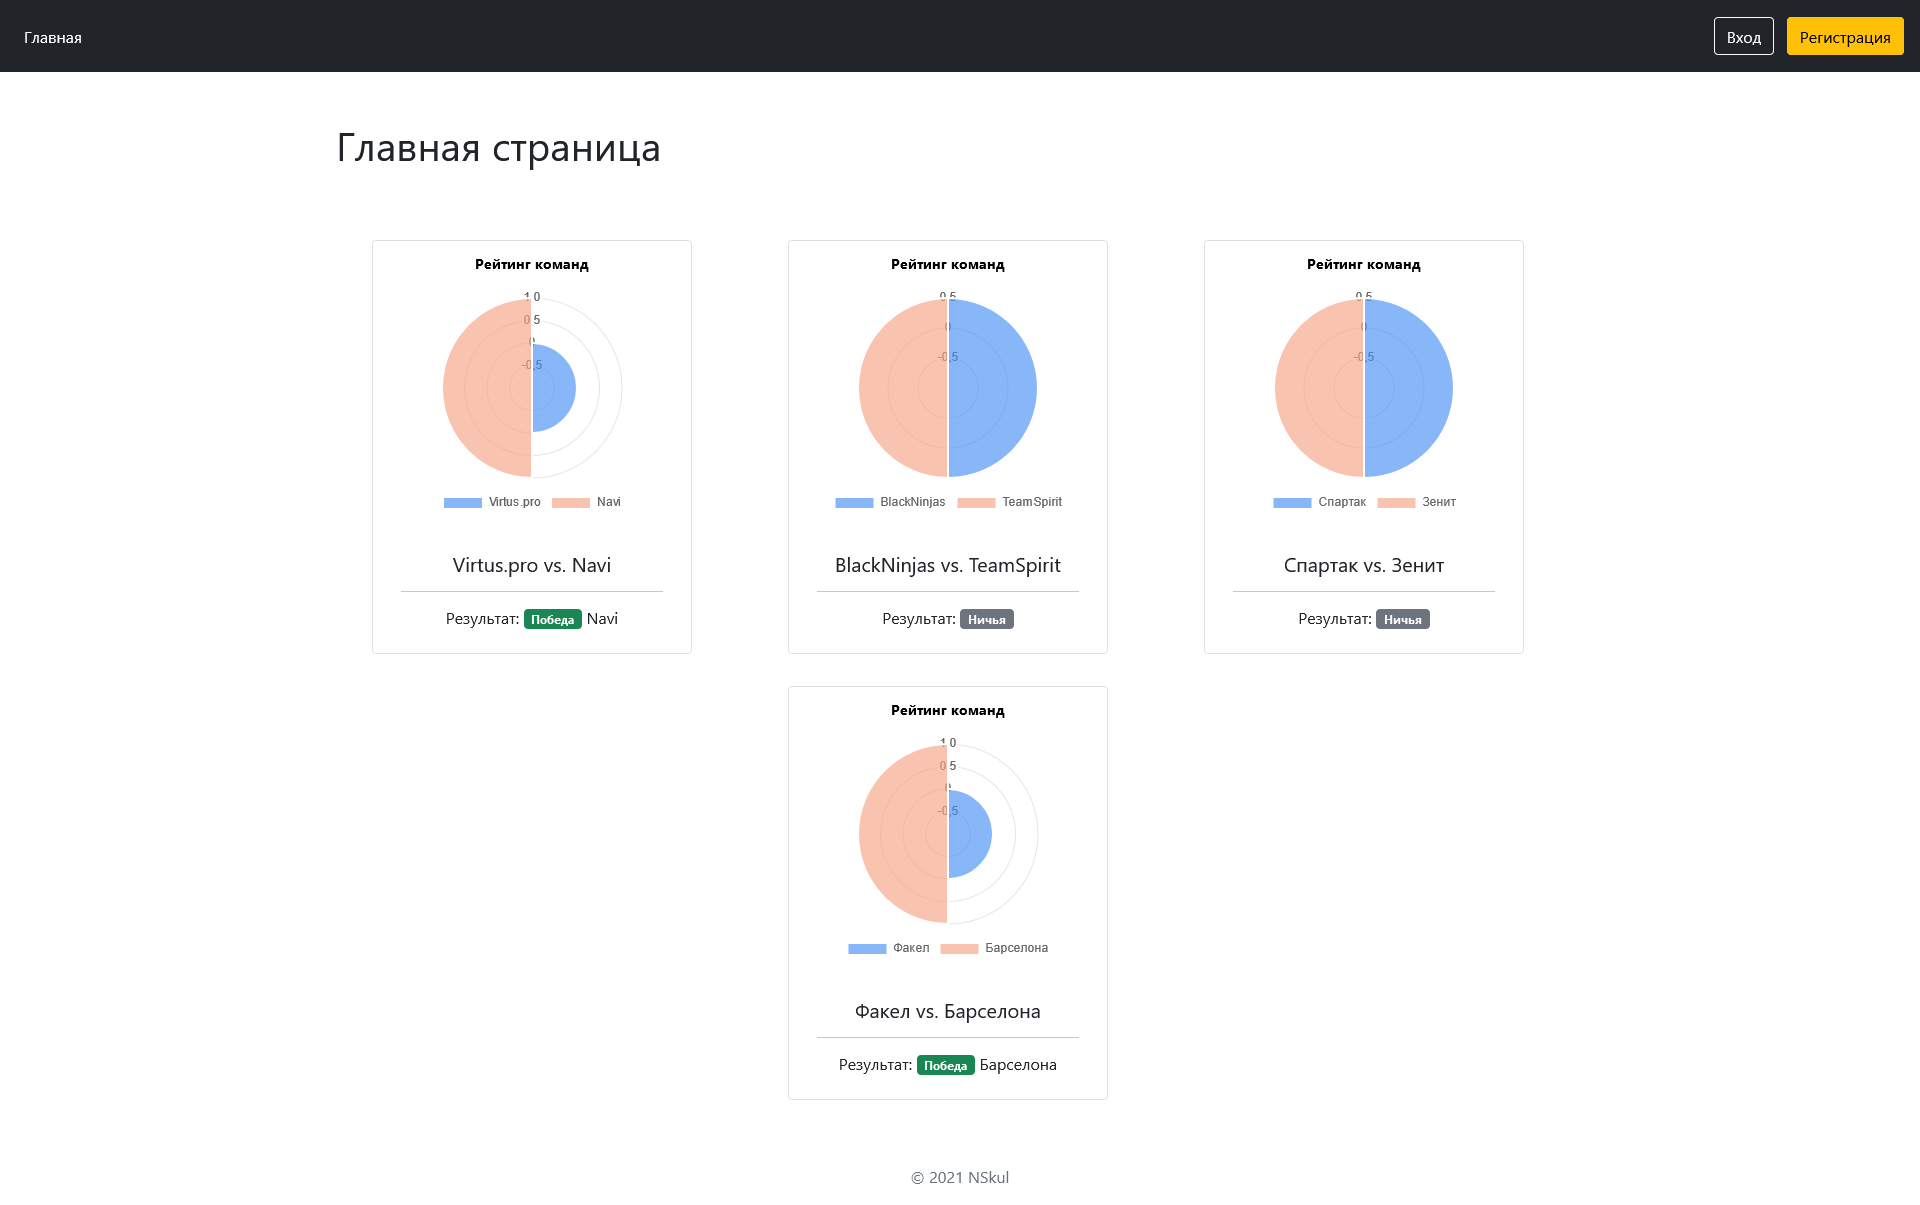 Главная
Вход
Регистрация
Главная страница
Рейтинг команд
1.0
0.5
0
-0.5
Virtus.pro
Navi
Virtus.pro vs. Navi
Результат: Победа Navi
Рейтинг команд
0.5
0
-0.5
BlackNinjas
TeamSpirit
BlackNinjas vs. TeamSpirit
Результат: Ничья
Рейтинг команд
0.5
0
-0.5
Спартак
Зенит
Спартак vs. Зенит
Результат: Ничья
Рейтинг команд
1.0
0.5
0
-0.5
Факел
Барселона
Факел vs. Барселона
Результат: Победа Барселона
© 2021 NSkul